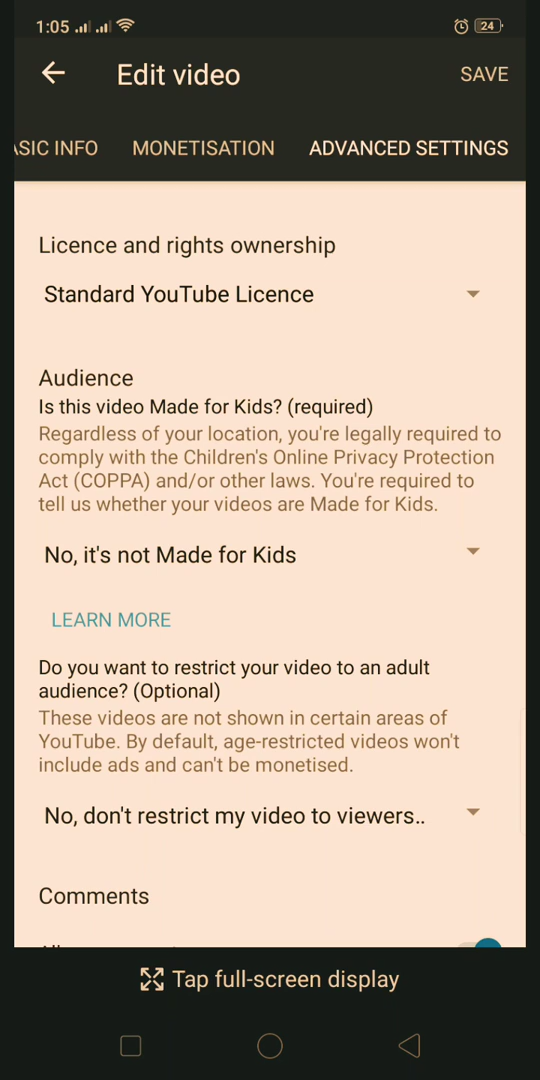 1:05
24
Edit video
SAVE
ASIC INFO
MONETISATION
ADVANCED SETTINGS
Licence and rights ownership
Standard YouTube Licence
Audience
Is this video Made for Kids? (required)
Regardless of your location, you're legally required to
comply with the Children's Online Privacy Protection
Act (COPPA) and/or other laws. You're required to
tell us whether your videos are Made for Kids.
No, it's not Made for Kids
LEARN MORE
Do you want to restrict your video to an adult
audience? (Optional)
These videos are not shown in certain areas of
YouTube. By default, age-restricted videos won't
include ads and can't be monetised.
No, don't restrict my video to viewers..
Comments
Tap full-screen display